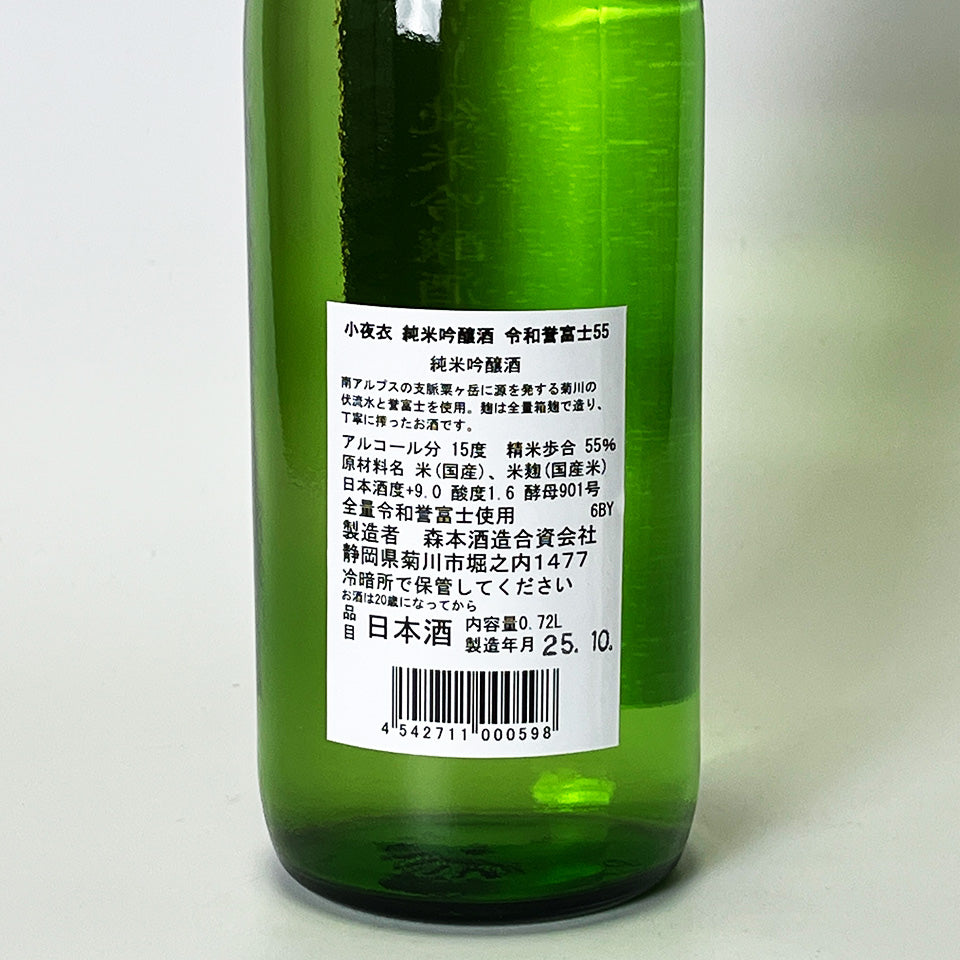 小夜衣 純米吟醸酒 令和誉富士55
純米吟醸酒
南アルプスの支脈粟ヶ岳に源を発する菊川の
伏流水と誉富士を使用。麹は全量箱麹で造り、
丁寧に搾ったお酒です。
アルコール分 15度 精米歩合 55%
原材料名 米(国産)、米麹(国産米)
日本酒度+9.0 酸度1.6 酵母901号
全量令和誉富士使用 6BY
製造者 森本酒造合資会社
静岡県菊川市堀之内1477
冷暗所で保管してください
お酒は20歳になってから
品目 日本酒 内容量0.72L
製造年月 25. 10.
4 542711 000598